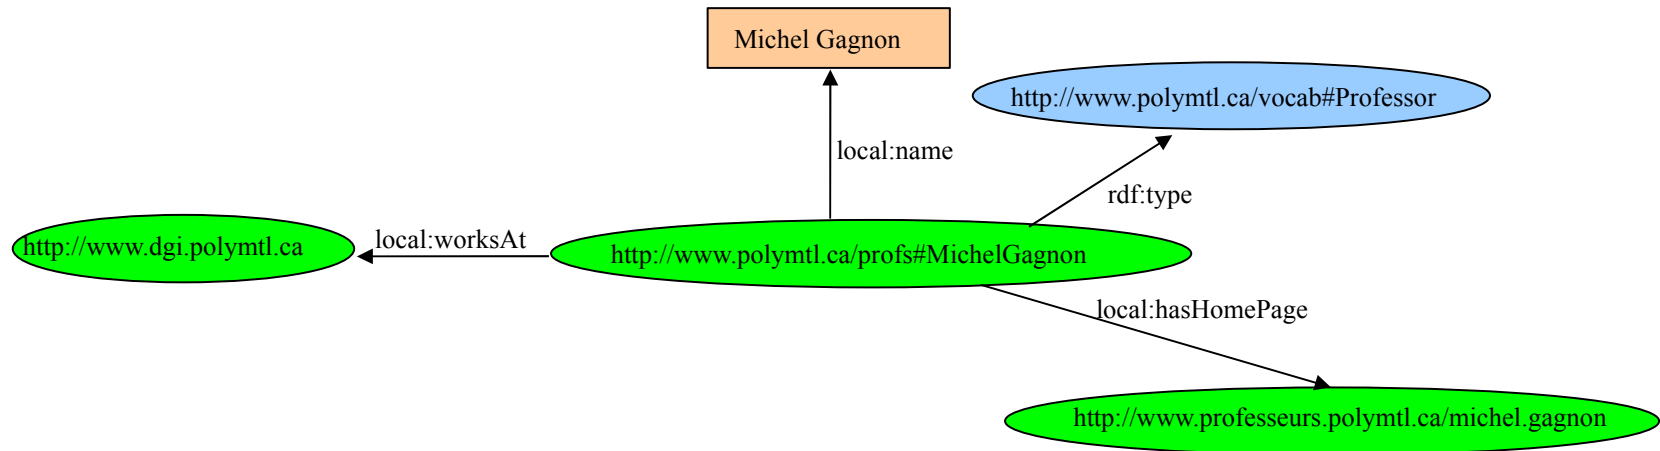 Michel Gagnon
http://www.polymtl.ca/vocab#Professor
local:name
rdf:type
http://www.dgi.polymtl.ca
local:worksAt
http://www.polymtl.ca/profs#MichelGagnon
local:hasHomePage
http://www.professeurs.polymtl.ca/michel.gagnon